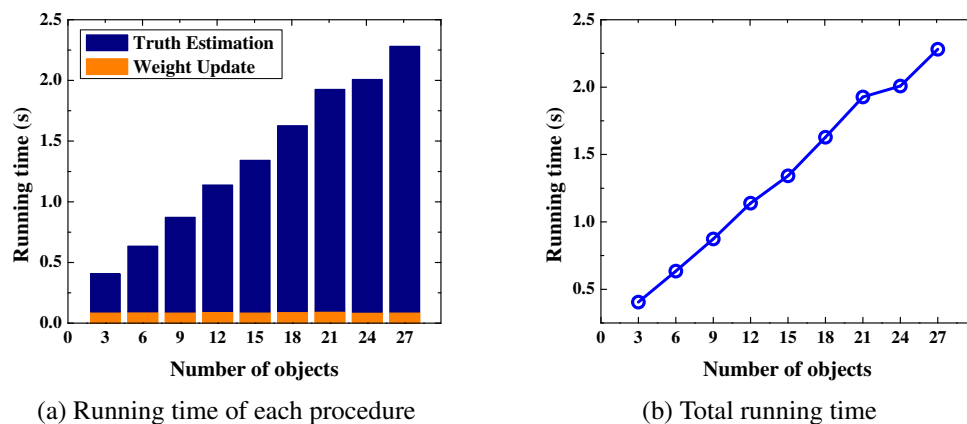 2.5
2.0
1.5
1.0
0.5
0.0
Running time (s)
Truth Estimation
Weight Update
0 3 6 9 12 15 18 21 24 27
Number of objects
(a) Running time of each procedure
2.5
2.0
1.5
1.0
0.5
Running time (s)
0 3 6 9 12 15 18 21 24 27
Number of objects
(b) Total running time